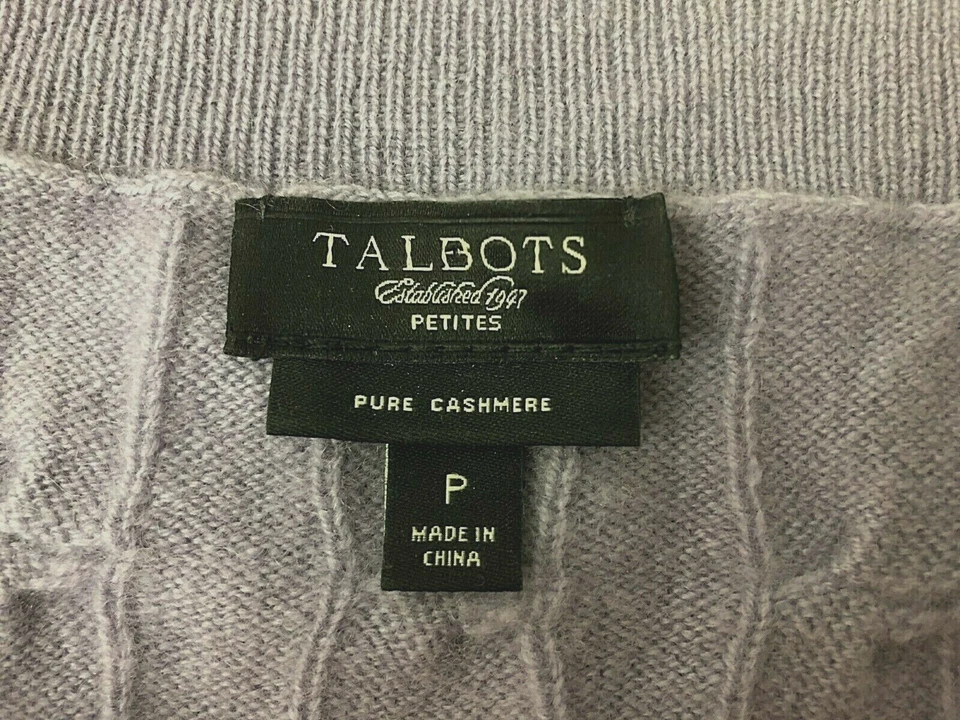 TALBOTS
Established 1947
PETITES
PURE CASHMERE
P
MADE IN
CHINA